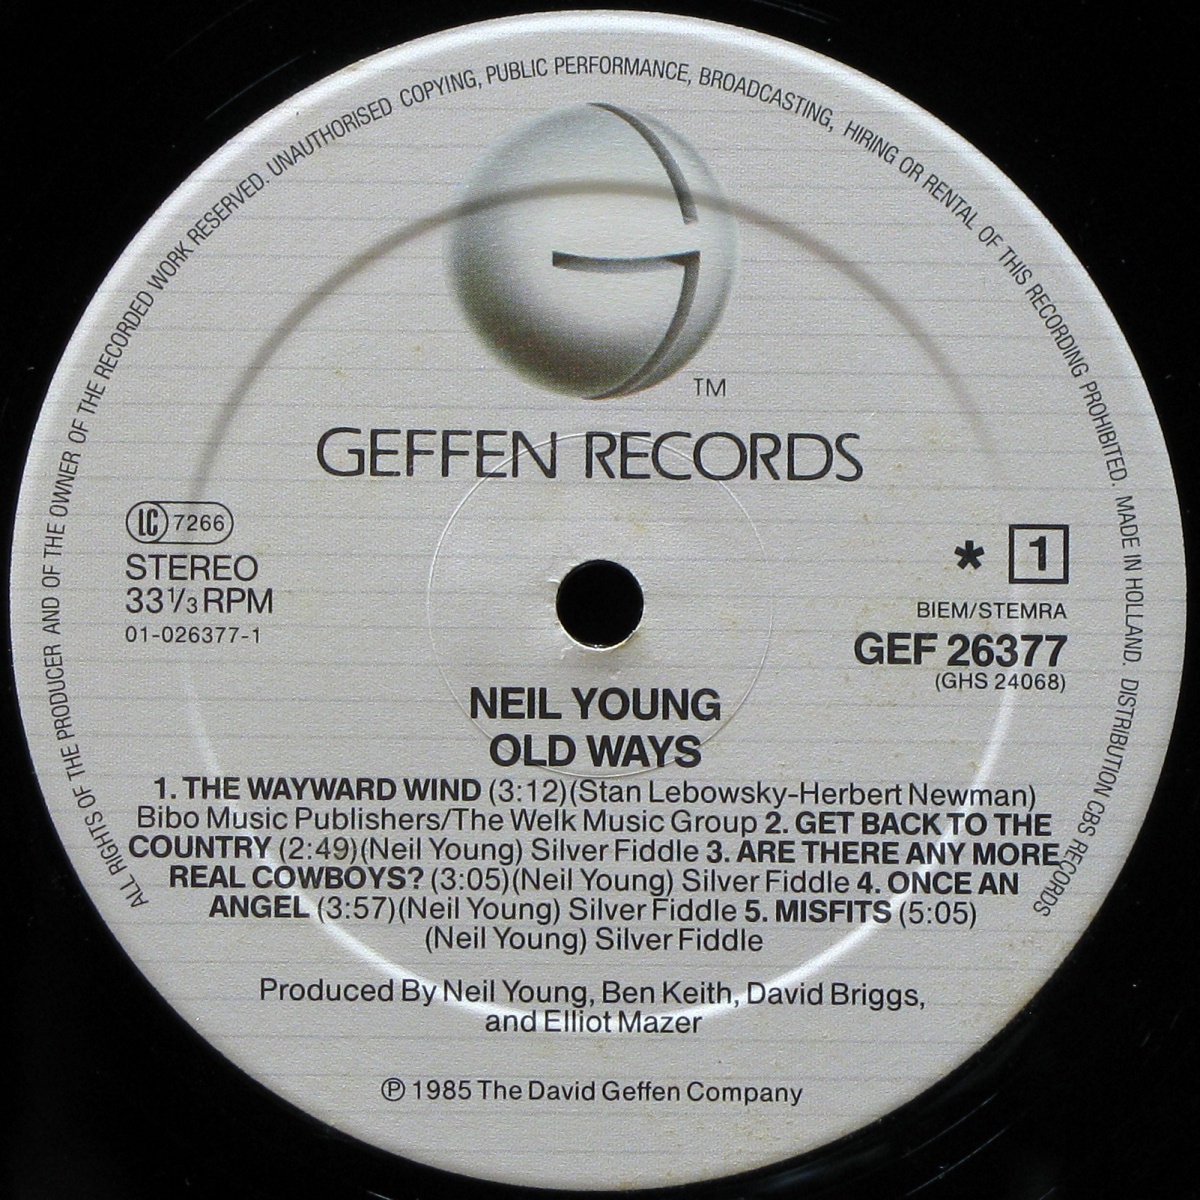 ALL RIGHTS OF THE PRODUCER AND OF THE OWNER OF THE RECORDED WORK RESERVED. UNAUTHORISED COPYING, PUBLIC PERFORMANCE, BROADCASTING, HIRING OR RENTAL OF THIS RECORDING PROHIBITED. MADE IN HOLLAND. DISTRIBUTION CBS RECORDS
G
TM
GEFFEN RECORDS
LC 7266
STEREO
33 1/3 RPM
01-026377-1
* 1
BIEM/STEMRA
GEF 26377
(GHS 24068)
NEIL YOUNG
OLD WAYS
1. THE WAYWARD WIND (3:12)(Stan Lebowsky-Herbert Newman)
Bibo Music Publishers/The Welk Music Group 2. GET BACK TO THE
COUNTRY (2:49)(Neil Young) Silver Fiddle 3. ARE THERE ANY MORE
REAL COWBOYS? (3:05)(Neil Young) Silver Fiddle 4. ONCE AN
ANGEL (3:57)(Neil Young) Silver Fiddle 5. MISFITS (5:05)
(Neil Young) Silver Fiddle
Produced By Neil Young, Ben Keith, David Briggs,
and Elliot Mazer
℗ 1985 The David Geffen Company